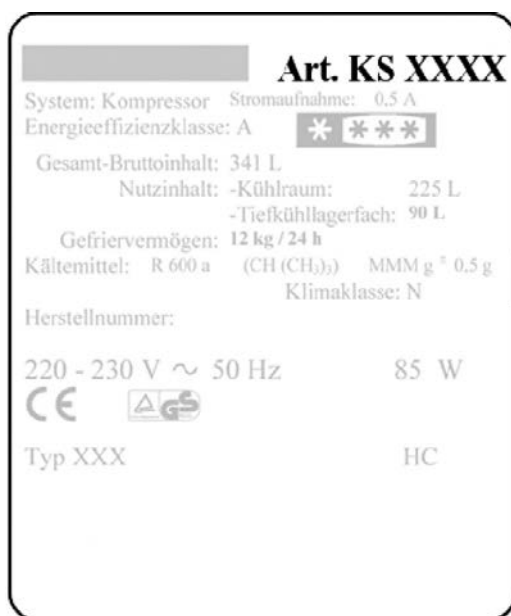 Art. KS XXXX
System: Kompressor Stromaufnahme: 0.5 A
Energieeffizienzklasse: A
Gesamt-Bruttoinhalt: 341 L
Nutzinhalt: -Kühlraum: 225 L
-Tiefkühllagerfach: 90 L
Gefriervermögen: 12 kg / 24 h
Kältemittel: R 600 a (CH (CH₃)₃) MMM g ± 0.5 g
Klimaklasse: N
Herstellnummer:
220 - 230 V ~ 50 Hz 85 W
CE GS
Typ XXX HC